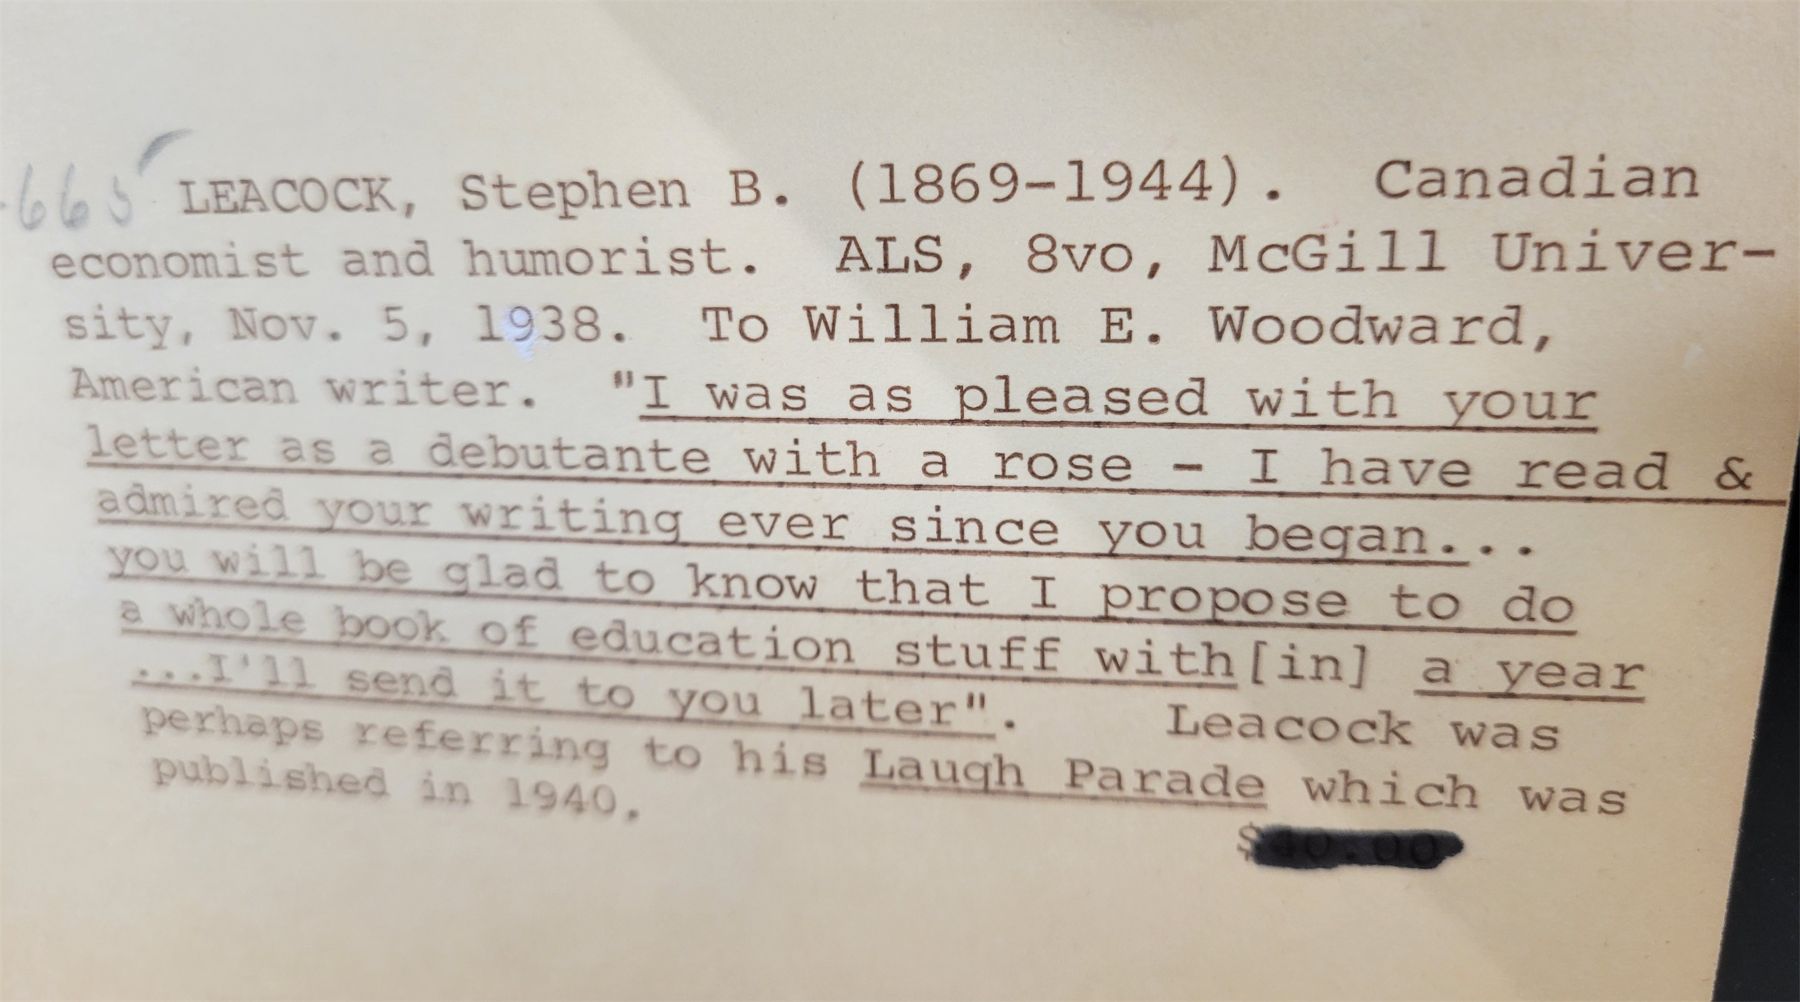 665 LEACOCK, Stephen B. (1869-1944). Canadian
economist and humorist. ALS, 8vo, McGill Univer-
sity, Nov. 5, 1938. To William E. Woodward,
American writer. "I was as pleased with your
letter as a debutante with a rose - I have read &
admired your writing ever since you began...
you will be glad to know that I propose to do
a whole book of education stuff with[in] a year
...I'll send it to you later". Leacock was
perhaps referring to his Laugh Parade which was
published in 1940.
$40.00